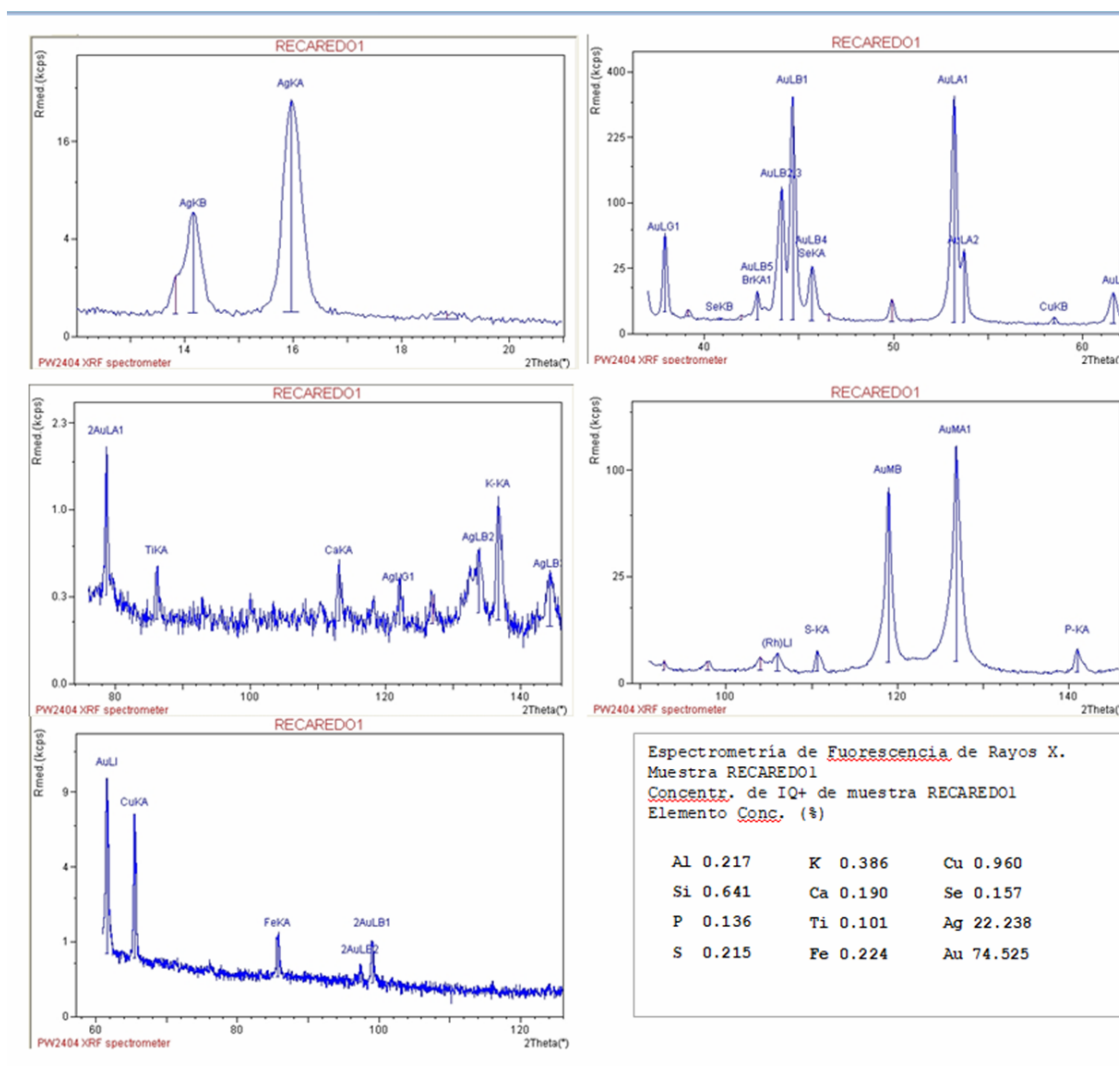 RECAREDO1
Rmed.(kcps)
AgKA
16
AgKB
4
0
14 16 18 20
2Theta(°)
PW2404 XRF spectrometer
RECAREDO1
Rmed.(kcps)
400
AuLB1 AuLA1
225
AuLB2,3
100
AuLG1 AuLB4 AuLA2
SeKA
AuLB5
BrKA1
25
SeKB CuKB AuL
0
40 50 60
2Theta(
PW2404 XRF spectrometer
RECAREDO1
Rmed.(kcps)
2.3
2AuLA1
1.0
K-KA
TiKA CaKA AgLB2
0.3
0.0
80 100 120 140
2Theta(°)
PW2404 XRF spectrometer
RECAREDO1
Rmed.(kcps)
AuMA1
100
AuMB
25
(Rh)LI S-KA P-KA
0
100 120 140
2Theta(
PW2404 XRF spectrometer
RECAREDO1
Rmed.(kcps)
AuLI
9
CuKA
4
FeKA 2AuLB1
1
2AuLB2
0
60 80 100 120
2Theta(°)
PW2404 XRF spectrometer
Espectrometría de Fuorescencia de Rayos X.
Muestra RECAREDO1
Concentr. de IQ+ de muestra RECAREDO1
Elemento Conc. (%)
Al 0.217 K 0.386 Cu 0.960
Si 0.641 Ca 0.190 Se 0.157
P 0.136 Ti 0.101 Ag 22.238
S 0.215 Fe 0.224 Au 74.525